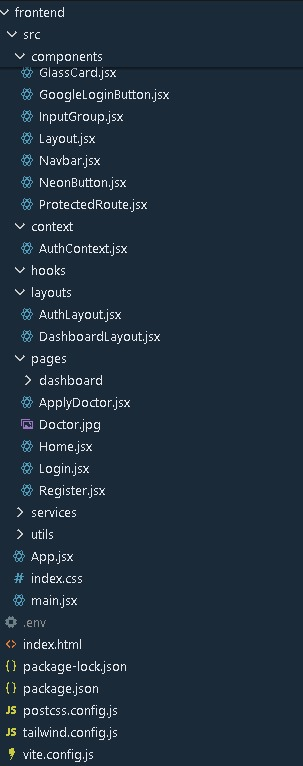 frontend
src
components
GlassCard.jsx
GoogleLoginButton.jsx
InputGroup.jsx
Layout.jsx
Navbar.jsx
NeonButton.jsx
ProtectedRoute.jsx
context
AuthContext.jsx
hooks
layouts
AuthLayout.jsx
DashboardLayout.jsx
pages
dashboard
ApplyDoctor.jsx
Doctor.jpg
Home.jsx
Login.jsx
Register.jsx
services
utils
App.jsx
# index.css
main.jsx
.env
<> index.html
{} package-lock.json
{} package.json
JS postcss.config.js
JS tailwind.config.js
vite.config.js